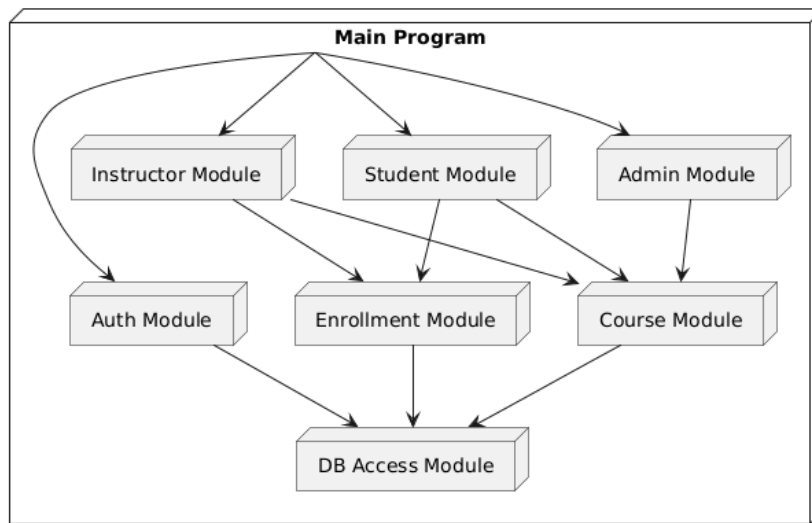 Main Program
Instructor Module
Student Module
Admin Module
Auth Module
Enrollment Module
Course Module
DB Access Module